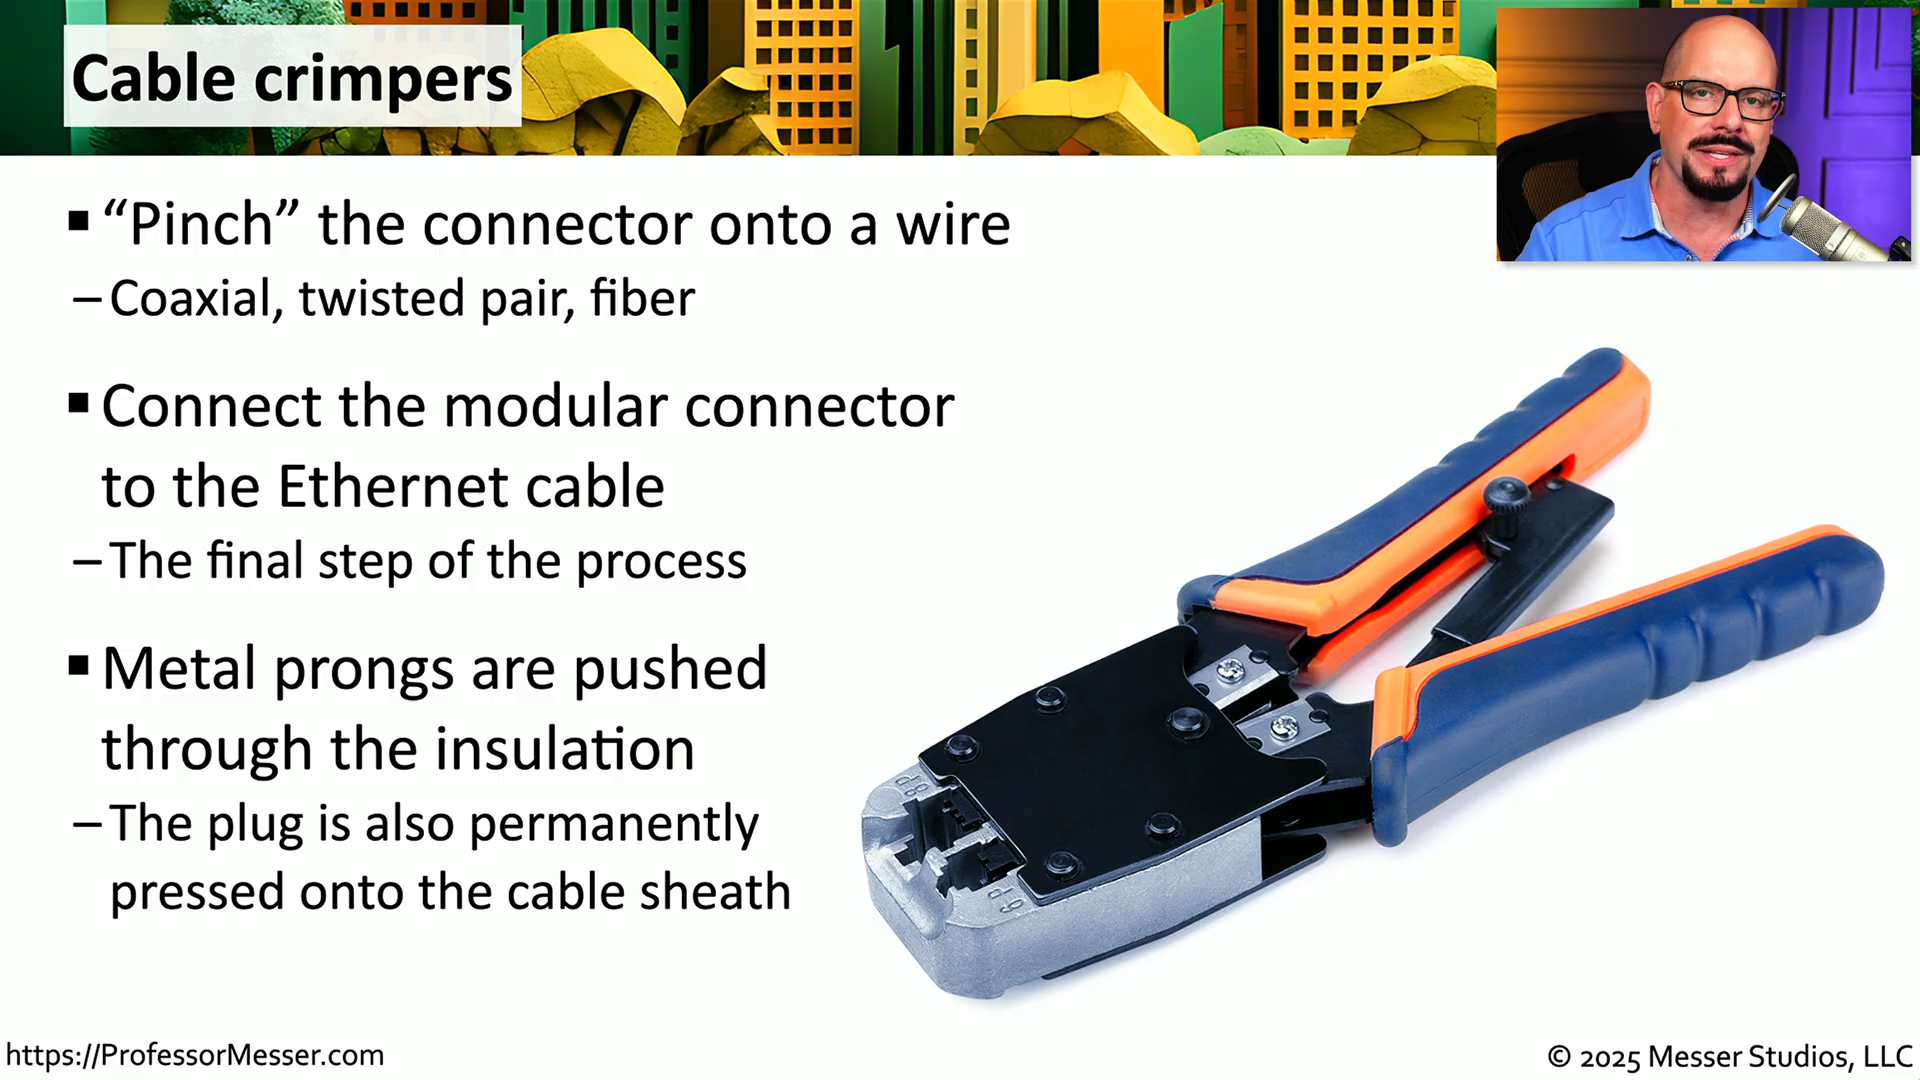 Cable crimpers
▪ “Pinch” the connector onto a wire
– Coaxial, twisted pair, fiber
▪ Connect the modular connector
to the Ethernet cable
– The final step of the process
▪ Metal prongs are pushed
through the insulation
– The plug is also permanently
pressed onto the cable sheath
8P
6P
https://ProfessorMesser.com
© 2025 Messer Studios, LLC